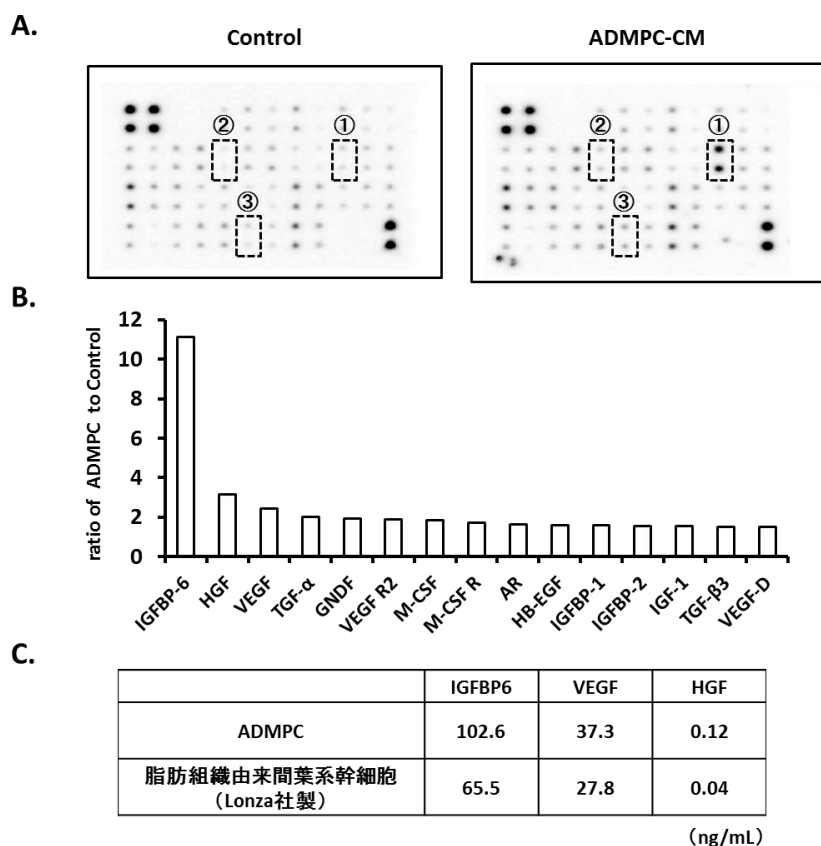 A.
Control
ADMPC-CM
②
①
③
②
①
③
B.
ratio of ADMPC to Control
12
10
8
6
4
2
0
IGFBP-6
HGF
VEGF
TGF-α
GNDF
VEGF R2
M-CSF
M-CSF R
AR
HB-EGF
IGFBP-1
IGFBP-2
IGF-1
TGF-β3
VEGF-D
C.
IGFBP6 VEGF HGF
ADMPC 102.6 37.3 0.12
脂肪組織由来間葉系幹細胞
（Lonza社製） 65.5 27.8 0.04
（ng/mL）